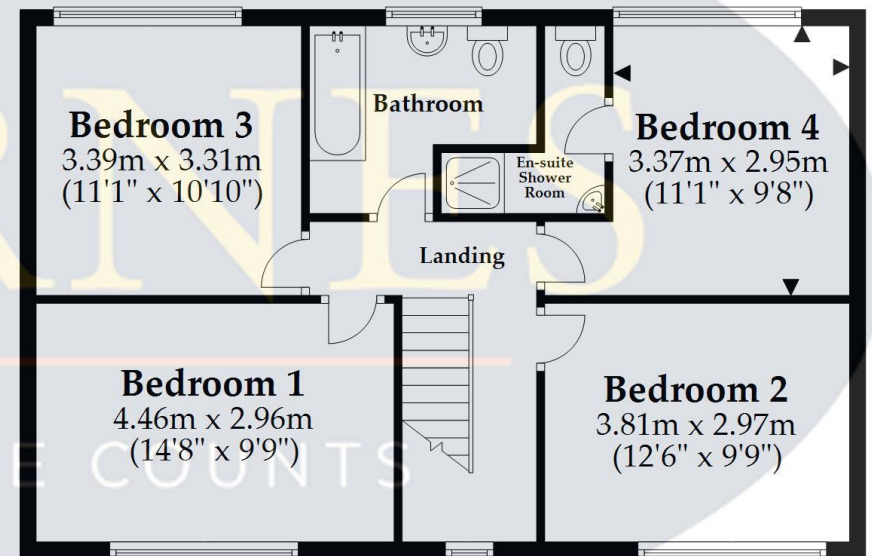 Bedroom 3
3.39m x 3.31m
(11'1" x 10'10")
Bathroom
En-suite
Shower
Room
Bedroom 4
3.37m x 2.95m
(11'1" x 9'8")
Landing
Bedroom 1
4.46m x 2.96m
(14'8" x 9'9")
Bedroom 2
3.81m x 2.97m
(12'6" x 9'9")
RNES
E COUNTS